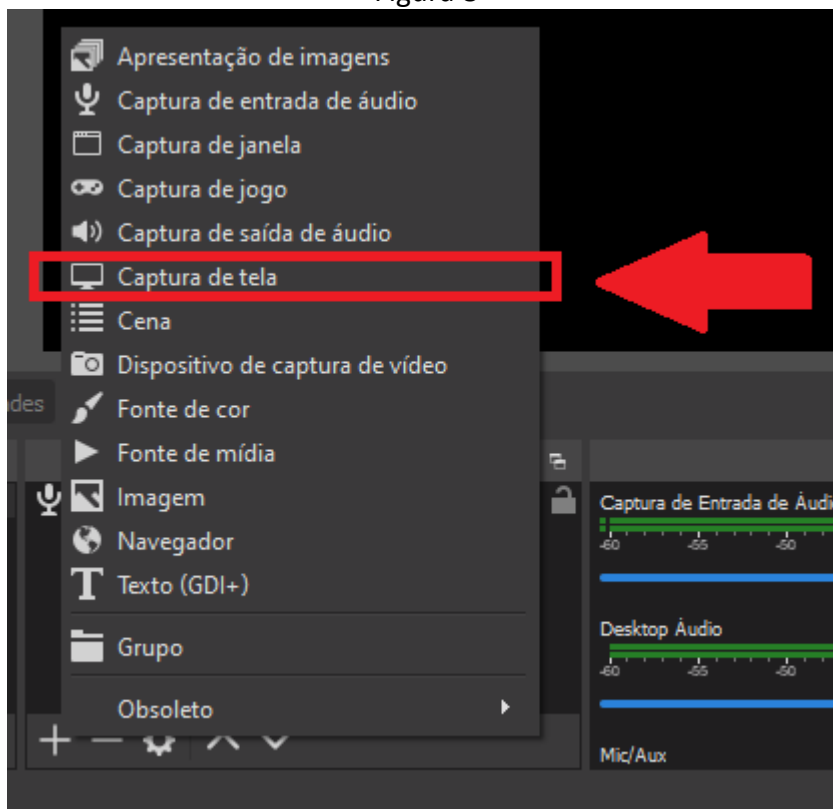 Apresentação de imagens
Captura de entrada de áudio
Captura de janela
Captura de jogo
Captura de saída de áudio
Captura de tela
Cena
Dispositivo de captura de vídeo
Fonte de cor
Fonte de mídia
Imagem
Navegador
T Texto (GDI+)
Grupo
Obsoleto
des
Captura de Entrada de Áudi
-60 -55 -50
Desktop Áudio
-60 -55 -50
Mic/Aux